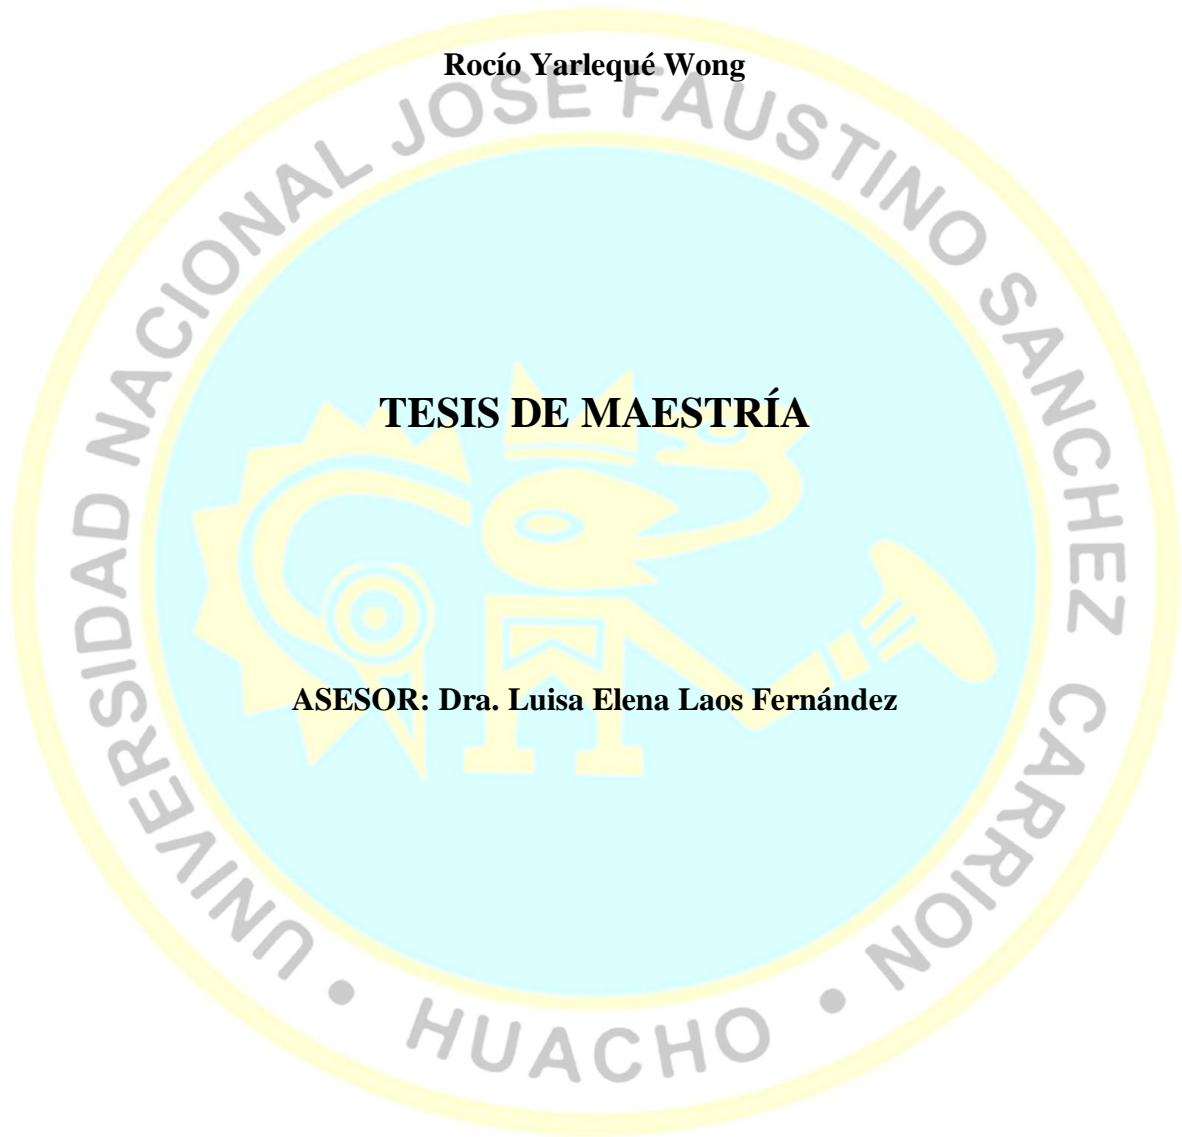 Rocío Yarlequé Wong
UNIVERSIDAD NACIONAL JOSE FAUSTINO SANCHEZ CARRION
• HUACHO •
TESIS DE MAESTRÍA
ASESOR: Dra. Luisa Elena Laos Fernández